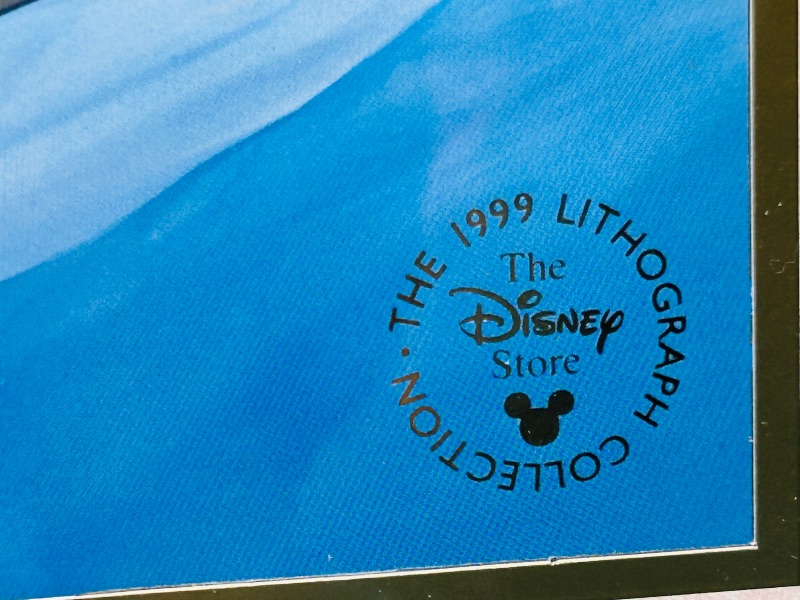 THE 1999 LITHOGRAPH COLLECTION •
The
Disney
Store